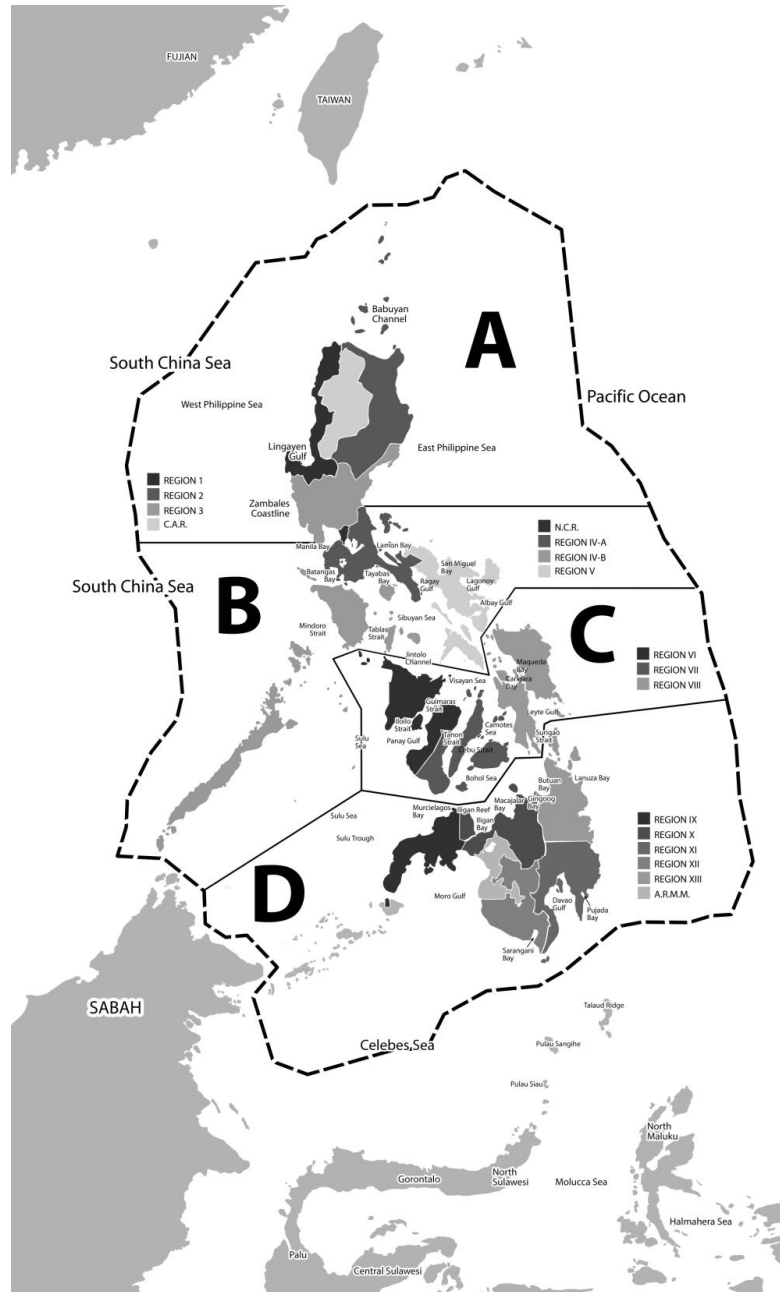 FUJIAN
TAIWAN
Babuyan
Channel
A
South China Sea
Pacific Ocean
West Philippine Sea
Lingayen
Gulf
East Philippine Sea
REGION 1
REGION 2
REGION 3
C.A.R.
Zambales
Coastline
N.C.R.
REGION IV-A
REGION IV-B
REGION V
Manila Bay
Lamon Bay
Batangas
Bay
Tayabas
Bay
Ragay
Gulf
San Miguel
Bay
Lagonoy
Gulf
Albay Gulf
South China Sea
B
C
Mindoro
Strait
Tablas
Strait
Sibuyan Sea
Jintolo
Channel
Maqueda
Bay
Carigara
Bay
REGION VI
REGION VII
REGION VIII
Visayan Sea
Guimaras
Strait
Iloilo
Strait
Panay Gulf
Tanon
Strait
Camotes
Sea
Cebu Strait
Leyte Gulf
Surigao
Strait
Sulu
Sea
Bohol Sea
Butuan
Bay
Lanuza Bay
Murcielagos
Bay
Iligan Reef
Iligan
Bay
Macajalar
Bay
Gingoog
Bay
Sulu Sea
Sulu Trough
REGION IX
REGION X
REGION XI
REGION XII
REGION XIII
A.R.M.M.
D
Moro Gulf
Davao
Gulf
Pujada
Bay
Sarangani
Bay
SABAH
Celebes Sea
Talaud Ridge
Pulau Sangihe
Pulau Siau
North
Maluku
Gorontalo
North
Sulawesi
Molucca Sea
Halmahera Sea
Palu
Central Sulawesi